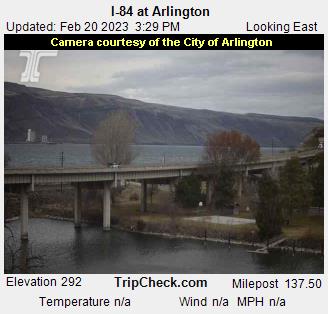 I-84 at Arlington
Updated: Feb 20 2023 3:29 PM Looking East
Camera courtesy of the City of Arlington
Elevation 292 TripCheck.com Milepost 137.50
Temperature n/a Wind n/a MPH n/a